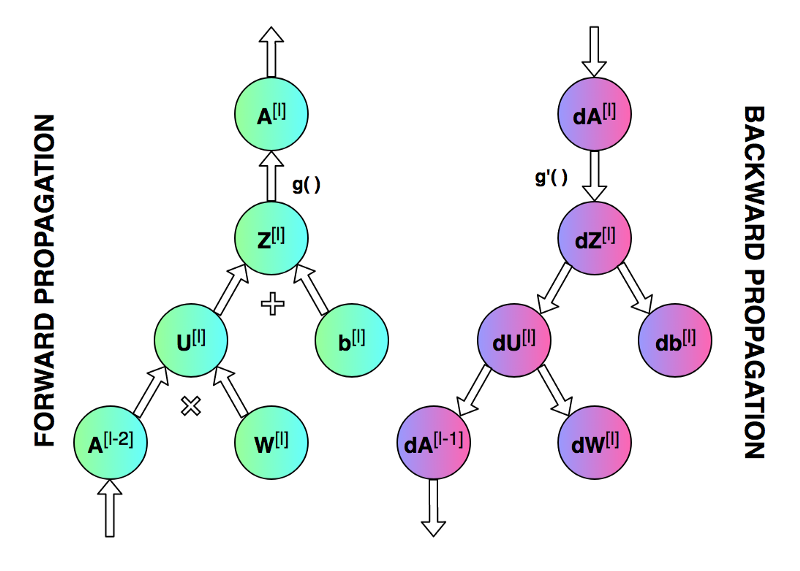 FORWARD PROPAGATION
A[l]
g( )
Z[l]
U[l]
b[l]
A[l-2]
W[l]
dA[l]
g'( )
dZ[l]
dU[l]
db[l]
dA[l-1]
dW[l]
BACKWARD PROPAGATION